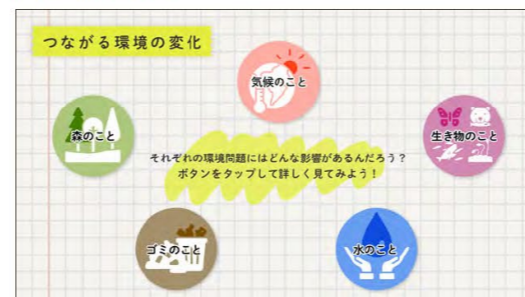 つながる環境の変化
気候のこと
森のこと
生き物のこと
それぞれの環境問題にはどんな影響があるんだろう？
ボタンをタップして詳しく見てみよう！
ゴミのこと
水のこと